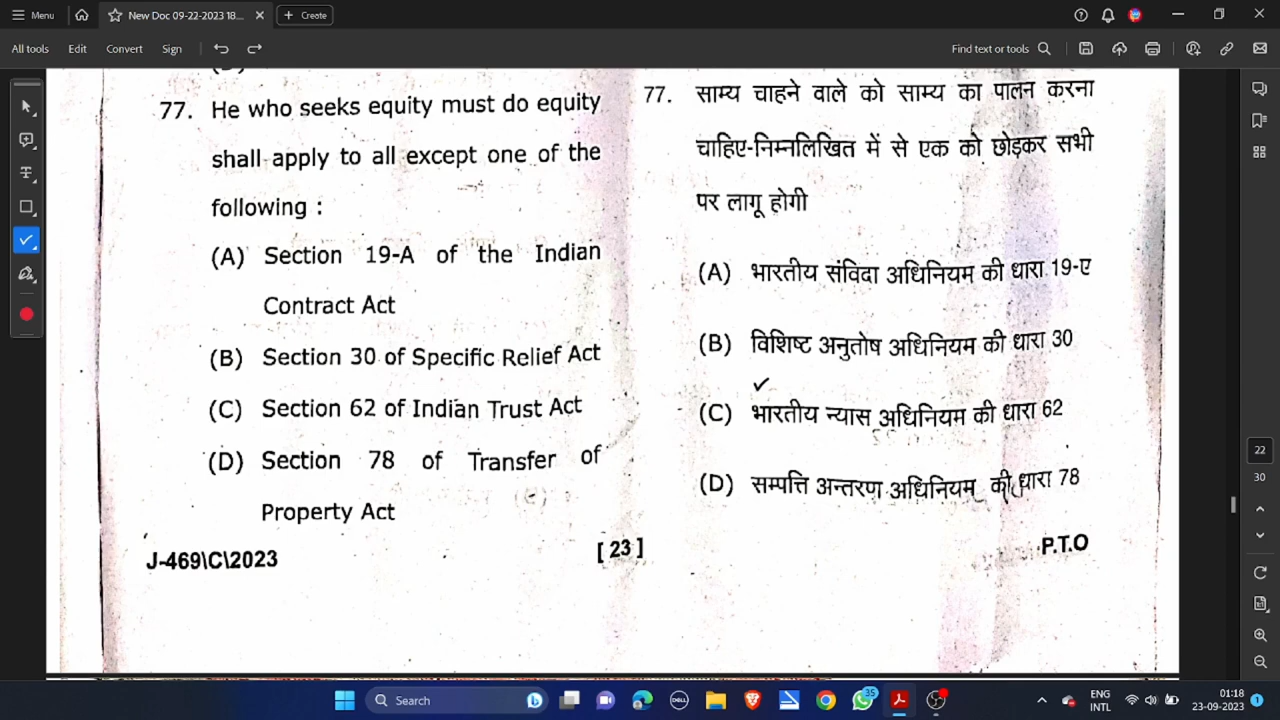 Menu
New Doc 09-22-2023 18...
Create
All tools Edit Convert Sign
Find text or tools
77. He who seeks equity must do equity
shall apply to all except one of the
following :
(A) Section 19-A of the Indian
Contract Act
(B) Section 30 of Specific Relief Act
(C) Section 62 of Indian Trust Act
(D) Section 78 of Transfer of
Property Act
77. साम्य चाहने वाले को साम्य का पालन करना
चाहिए-निम्नलिखित में से एक को छोड़कर सभी
पर लागू होगी
(A) भारतीय संविदा अधिनियम की धारा 19-ए
(B) विशिष्ट अनुतोष अधिनियम की धारा 30
(C) भारतीय न्यास अधिनियम की धारा 62
(D) सम्पत्ति अन्तरण अधिनियम की धारा 78
J-469\C\2023
[ 23 ]
P.T.O
22
30
Search
DELL
35
ENG
INTL
01:18
23-09-2023
1